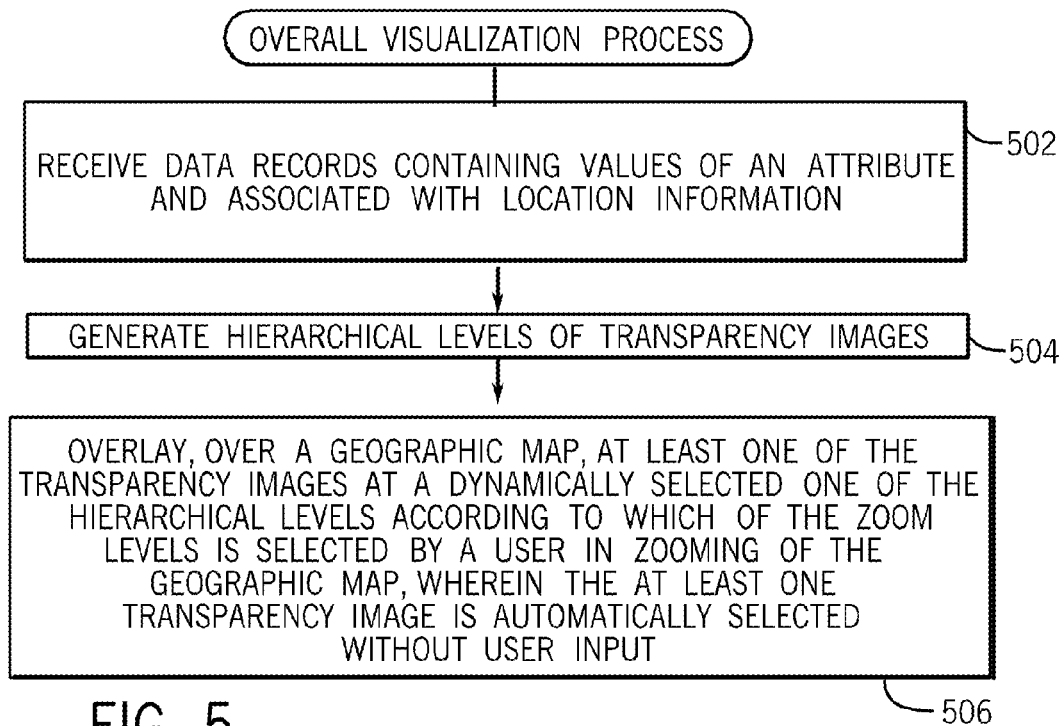 OVERALL VISUALIZATION PROCESS
RECEIVE DATA RECORDS CONTAINING VALUES OF AN ATTRIBUTE
AND ASSOCIATED WITH LOCATION INFORMATION
502
GENERATE HIERARCHICAL LEVELS OF TRANSPARENCY IMAGES
504
OVERLAY, OVER A GEOGRAPHIC MAP, AT LEAST ONE OF THE
TRANSPARENCY IMAGES AT A DYNAMICALLY SELECTED ONE OF THE
HIERARCHICAL LEVELS ACCORDING TO WHICH OF THE ZOOM
LEVELS IS SELECTED BY A USER IN ZOOMING OF THE
GEOGRAPHIC MAP, WHEREIN THE AT LEAST ONE
TRANSPARENCY IMAGE IS AUTOMATICALLY SELECTED
WITHOUT USER INPUT
506
FIG. 5